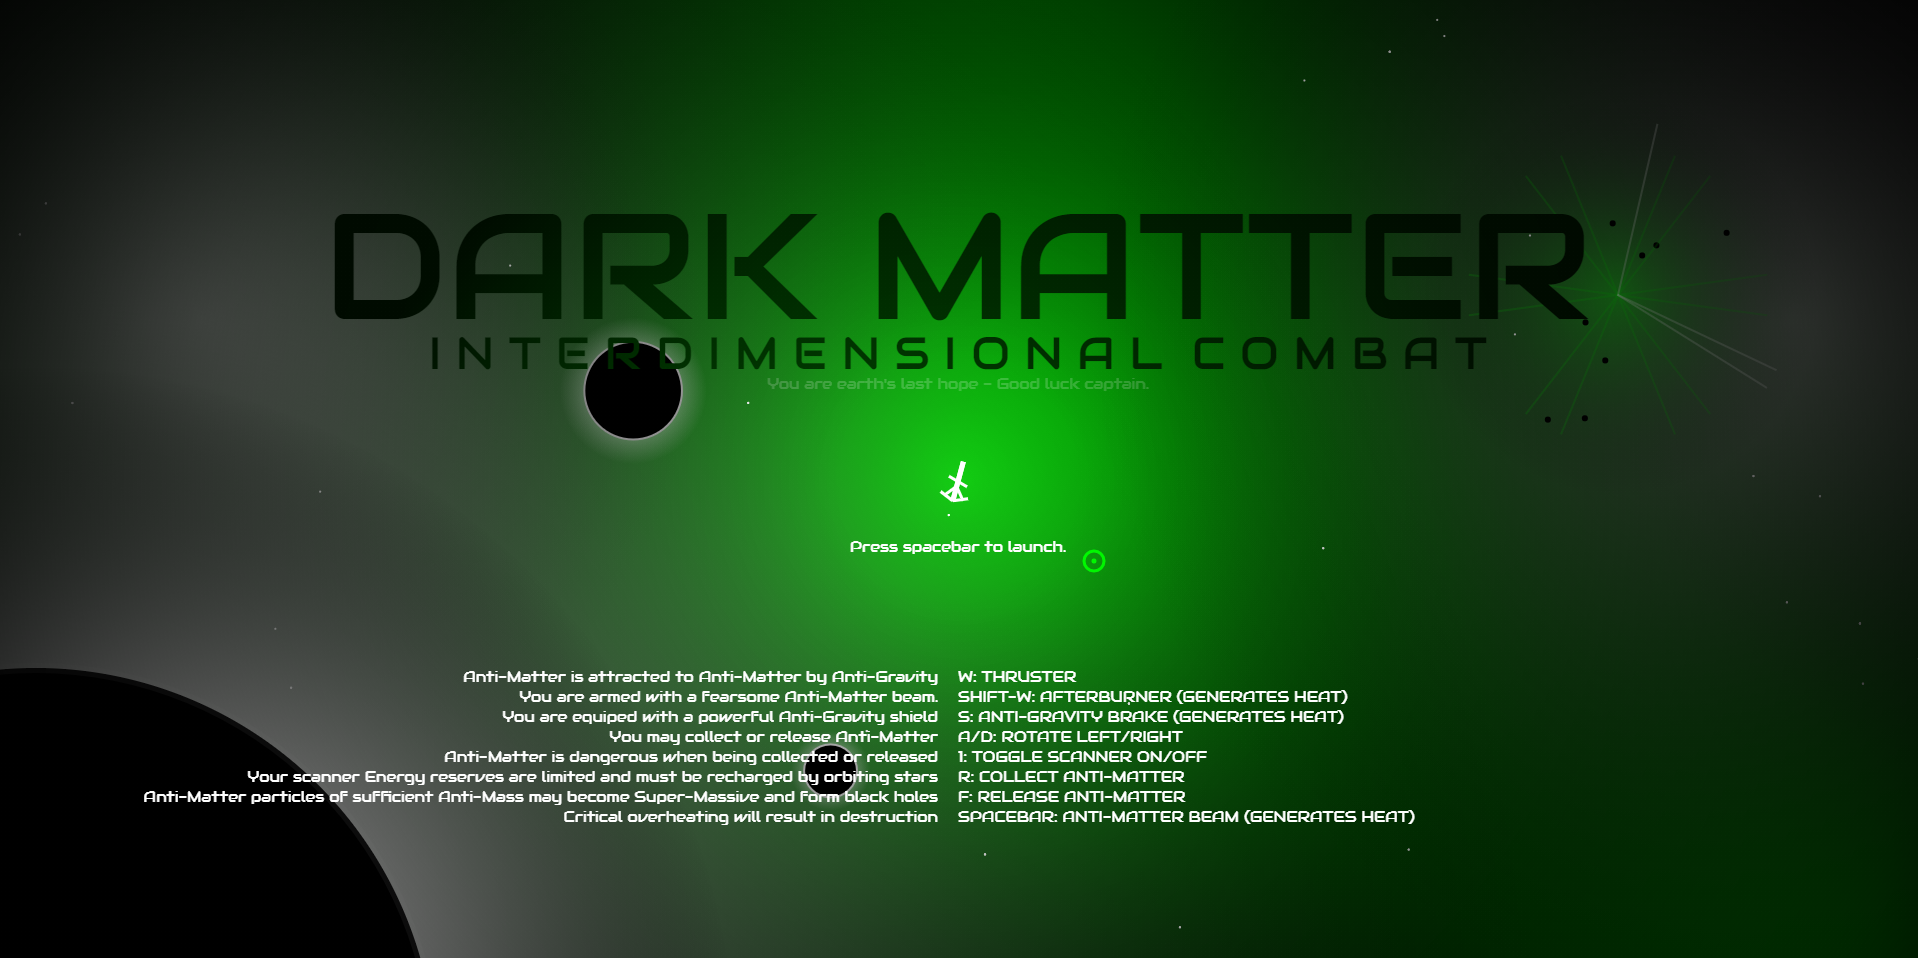 DARK MATTER
INTERDIMENSIONAL COMBAT
You are earth's last hope - Good luck captain.
Press spacebar to launch.
Anti-Matter is attracted to Anti-Matter by Anti-Gravity
You are armed with a fearsome Anti-Matter beam.
You are equiped with a powerful Anti-Gravity shield
You may collect or release Anti-Matter
Anti-Matter is dangerous when being collected or released
Your scanner Energy reserves are limited and must be recharged by orbiting stars
Anti-Matter particles of sufficient Anti-Mass may become Super-Massive and form black holes
Critical overheating will result in destruction
W: THRUSTER
SHIFT-W: AFTERBURNER (GENERATES HEAT)
S: ANTI-GRAVITY BRAKE (GENERATES HEAT)
A/D: ROTATE LEFT/RIGHT
1: TOGGLE SCANNER ON/OFF
R: COLLECT ANTI-MATTER
F: RELEASE ANTI-MATTER
SPACEBAR: ANTI-MATTER BEAM (GENERATES HEAT)